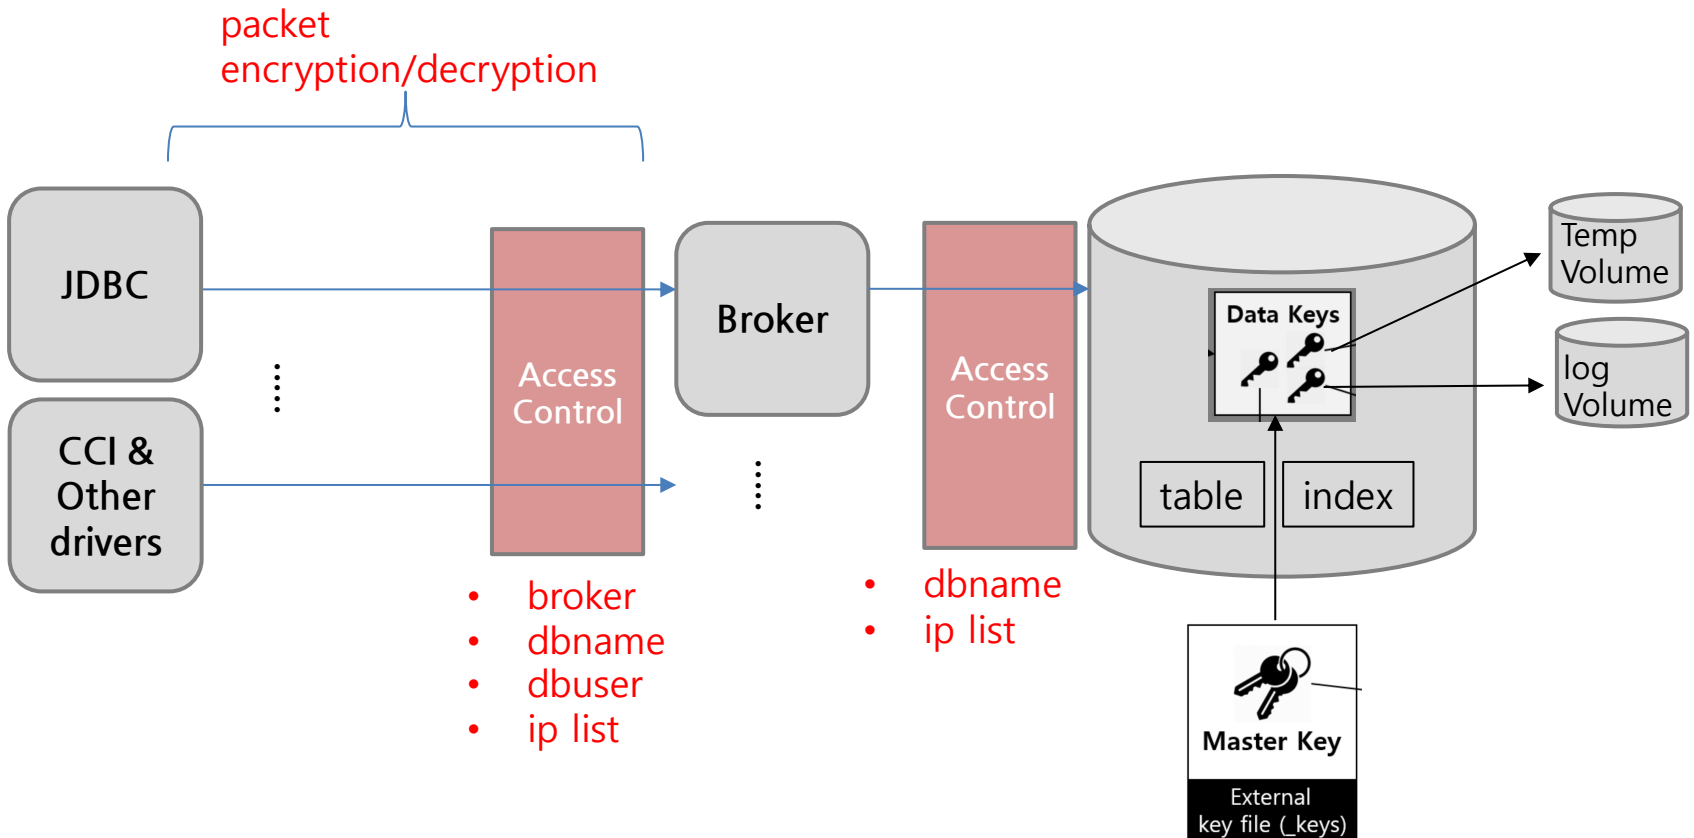 packet
encryption/decryption
JDBC
CCI &
Other
drivers
Access
Control
• broker
• dbname
• dbuser
• ip list
Broker
Access
Control
• dbname
• ip list
Data Keys
table
index
Temp
Volume
log
Volume
Master Key
External
key file (_keys)